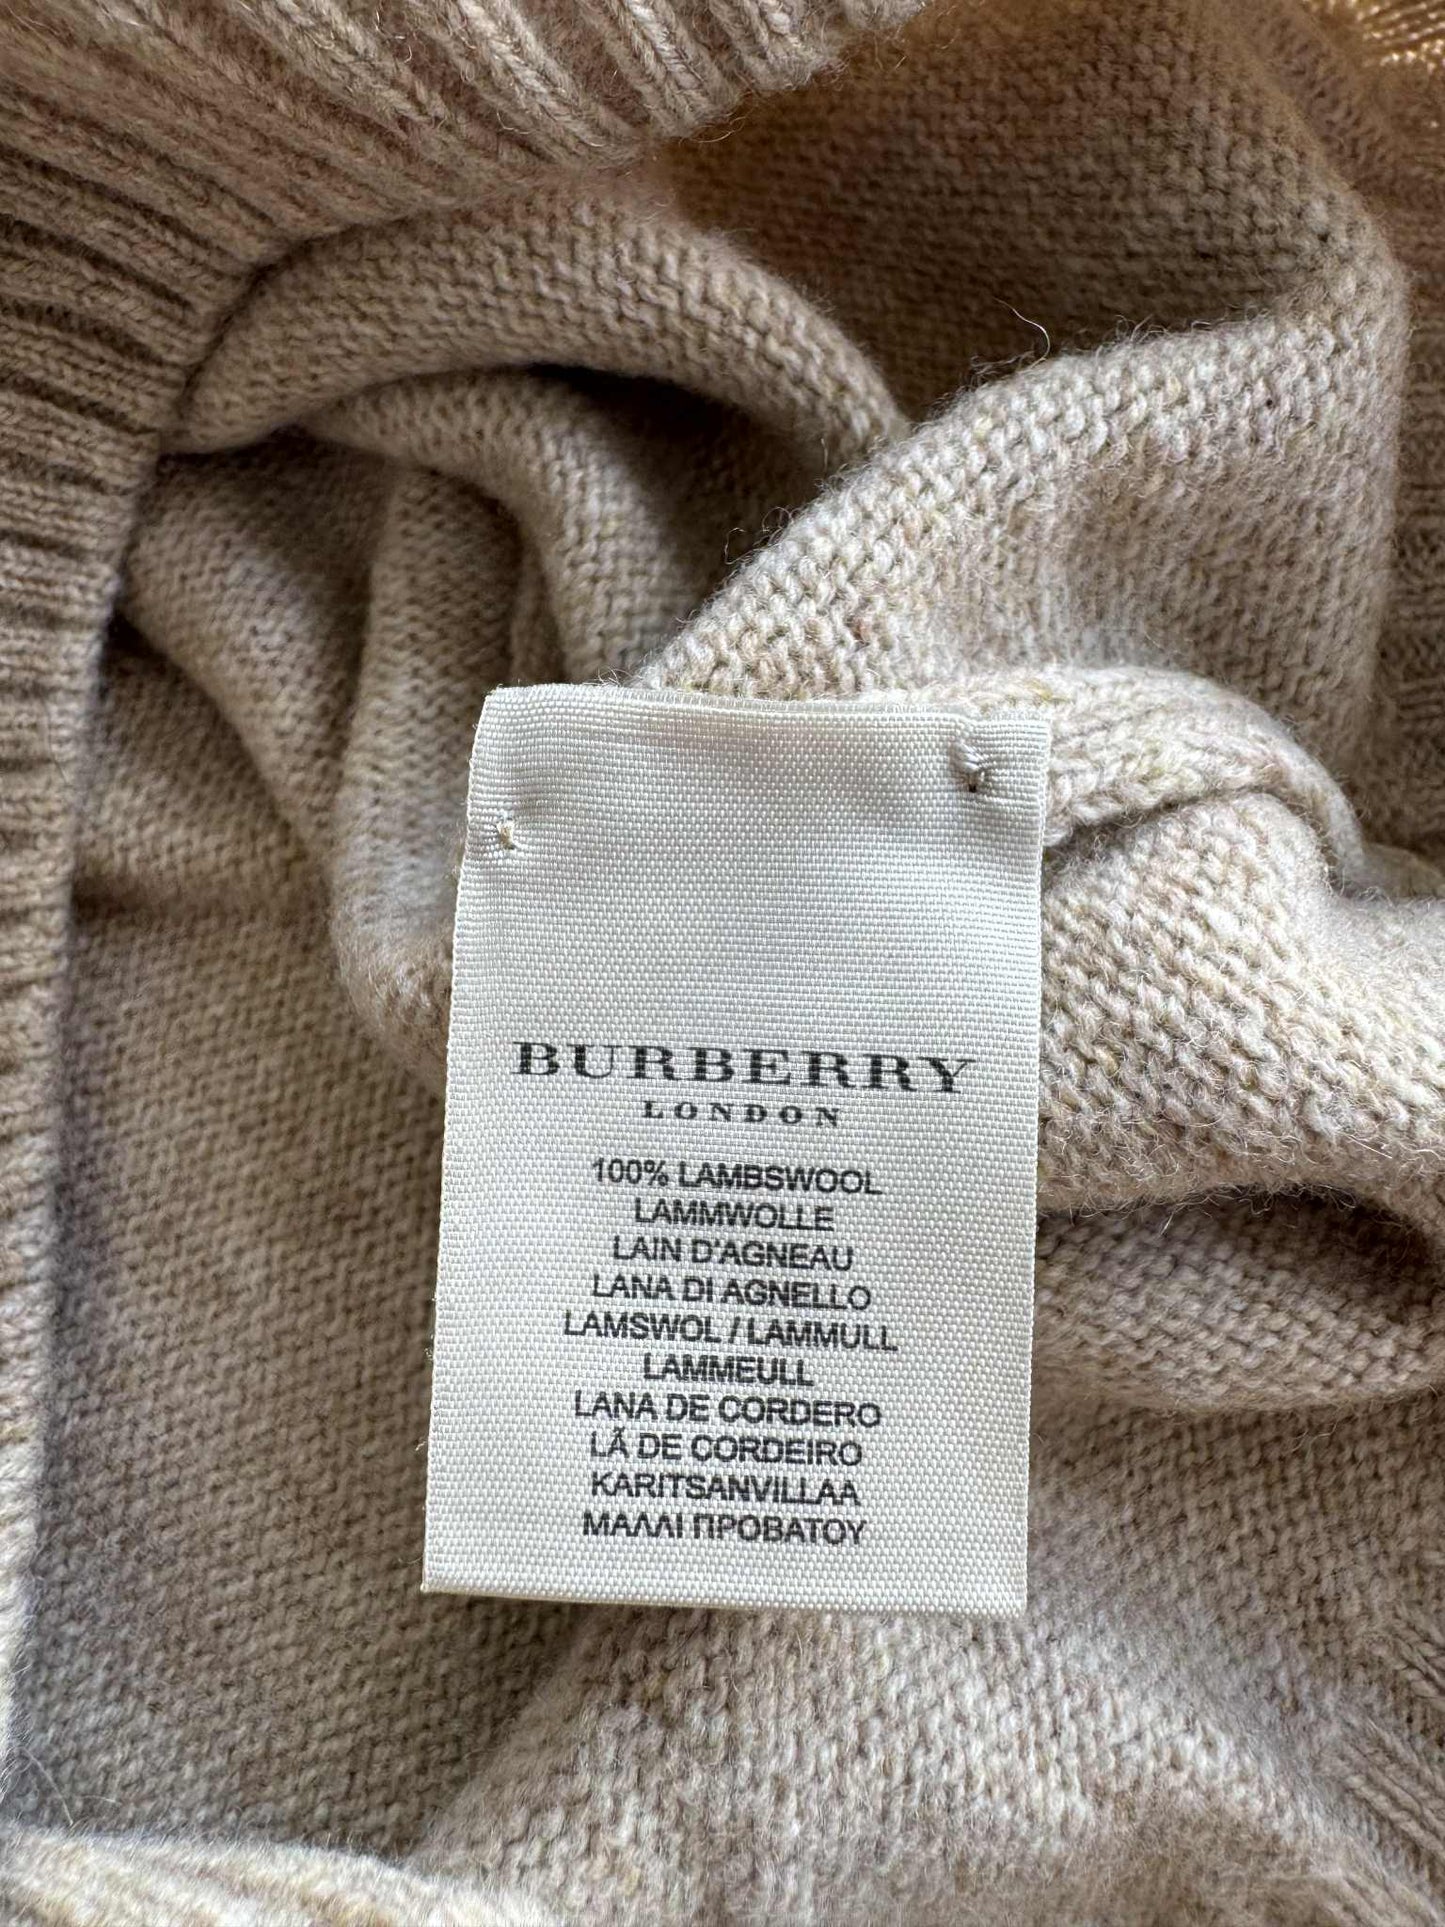 BURBERRY
LONDON
100% LAMBSWOOL
LAMMWOLLE
LAIN D'AGNEAU
LANA DI AGNELLO
LAMSWOL / LAMMULL
LAMMEULL
LANA DE CORDERO
LÃ DE CORDEIRO
KARITSANVILLAA
ΜΑΛΛΙ ΠΡΟΒΑΤΟΥ